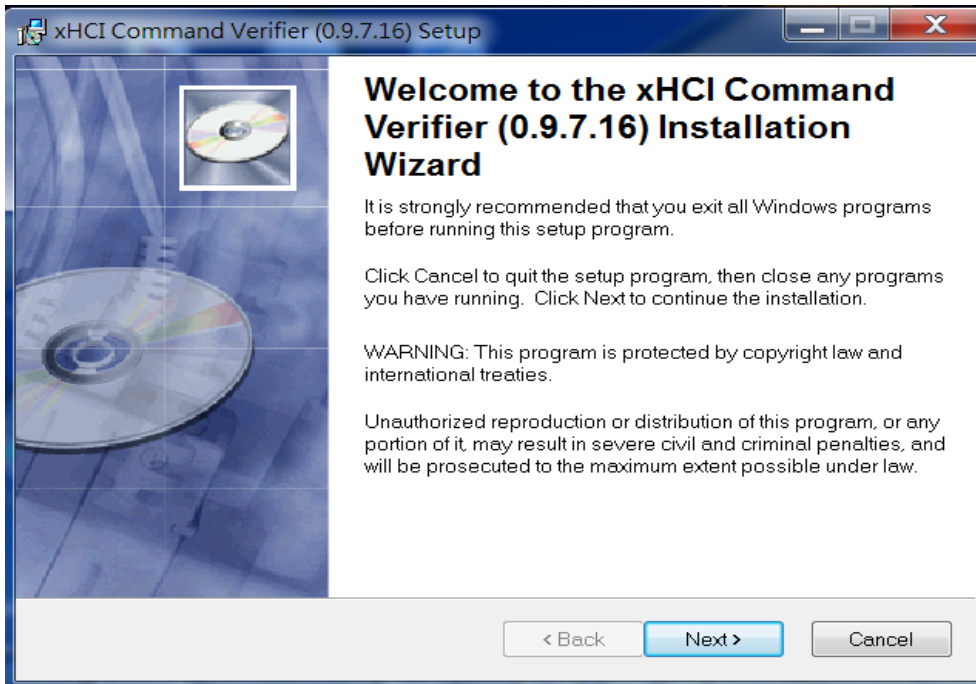 xHCI Command Verifier (0.9.7.16) Setup
Welcome to the xHCI Command
Verifier (0.9.7.16) Installation
Wizard
It is strongly recommended that you exit all Windows programs
before running this setup program.
Click Cancel to quit the setup program, then close any programs
you have running. Click Next to continue the installation.
WARNING: This program is protected by copyright law and
international treaties.
Unauthorized reproduction or distribution of this program, or any
portion of it, may result in severe civil and criminal penalties, and
will be prosecuted to the maximum extent possible under law.
< Back
Next >
Cancel